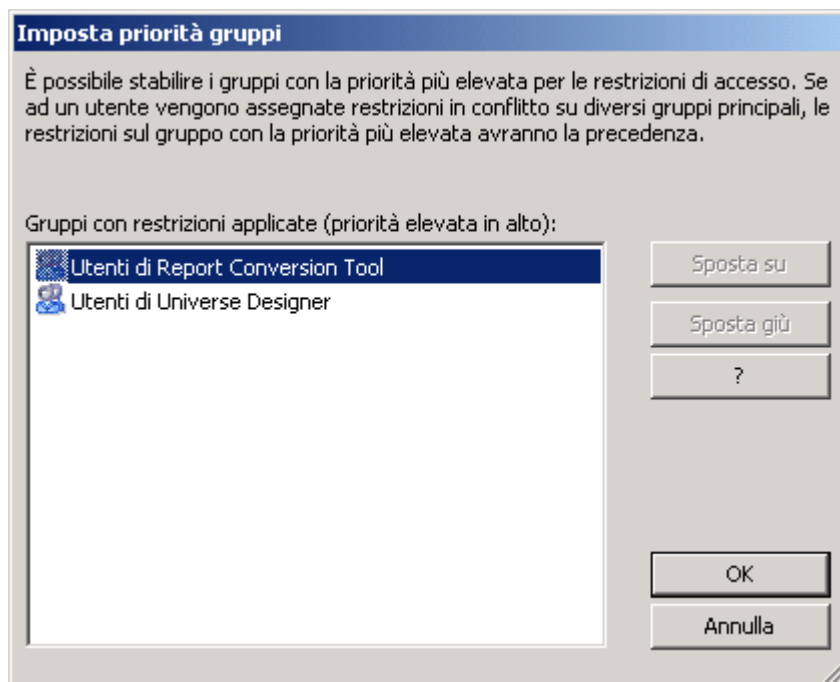 Imposta priorità gruppi
È possibile stabilire i gruppi con la priorità più elevata per le restrizioni di accesso. Se
ad un utente vengono assegnate restrizioni in conflitto su diversi gruppi principali, le
restrizioni sul gruppo con la priorità più elevata avranno la precedenza.
Gruppi con restrizioni applicate (priorità elevata in alto):
Utenti di Report Conversion Tool
Utenti di Universe Designer
Sposta su
Sposta giù
?
OK
Annulla